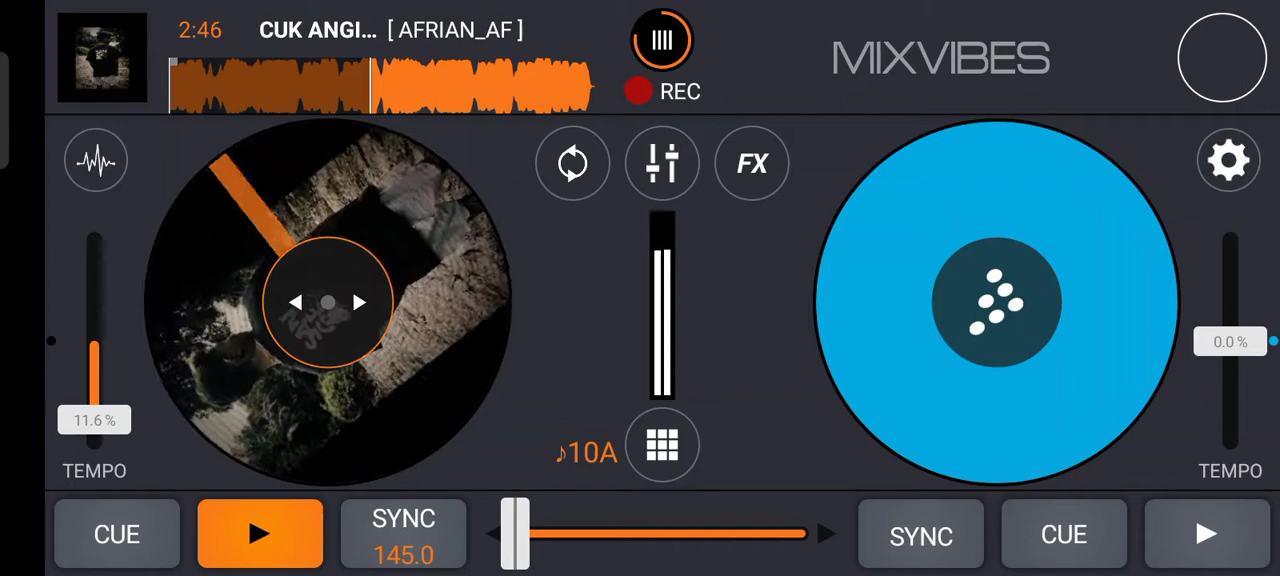 2:46 CUK ANGI... [ AFRIAN_AF ]
REC
MIXVIBES
FX
11.6 %
0.0 %
TEMPO
TEMPO
♪10A
CUE
SYNC
145.0
SYNC
CUE